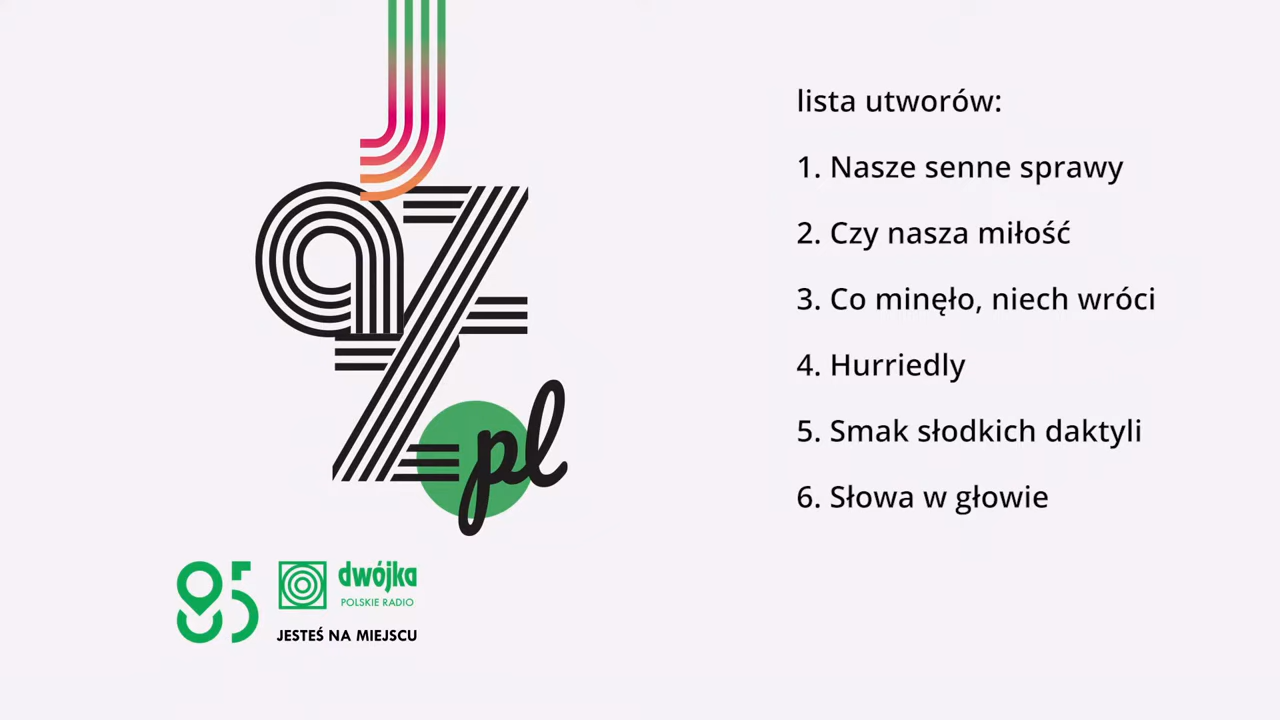 jaZZ
.pl
85
dwójka
POLSKIE RADIO
JESTEŚ NA MIEJSCU
lista utworów:
1. Nasze senne sprawy
2. Czy nasza miłość
3. Co minęło, niech wróci
4. Hurriedly
5. Smak słodkich daktyli
6. Słowa w głowie